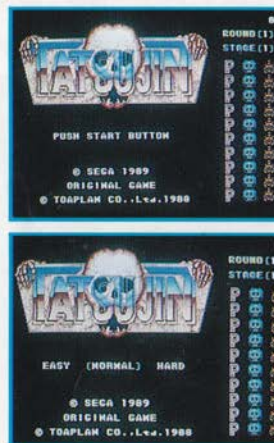 TATSUJIN
PUSH START BUTTON
© SEGA 1989
ORIGINAL GAME
© TOAPLAN CO.,Ltd.1988
ROUND(1)
STAGE(1)
P
P
P
P
P
P
P
P
P
P
TATSUJIN
EASY (NORMAL) HARD
© SEGA 1989
ORIGINAL GAME
© TOAPLAN CO.,Ltd.1988
ROUND(1
STAGE(1
P
P
P
P
P
P
P
P
P
P